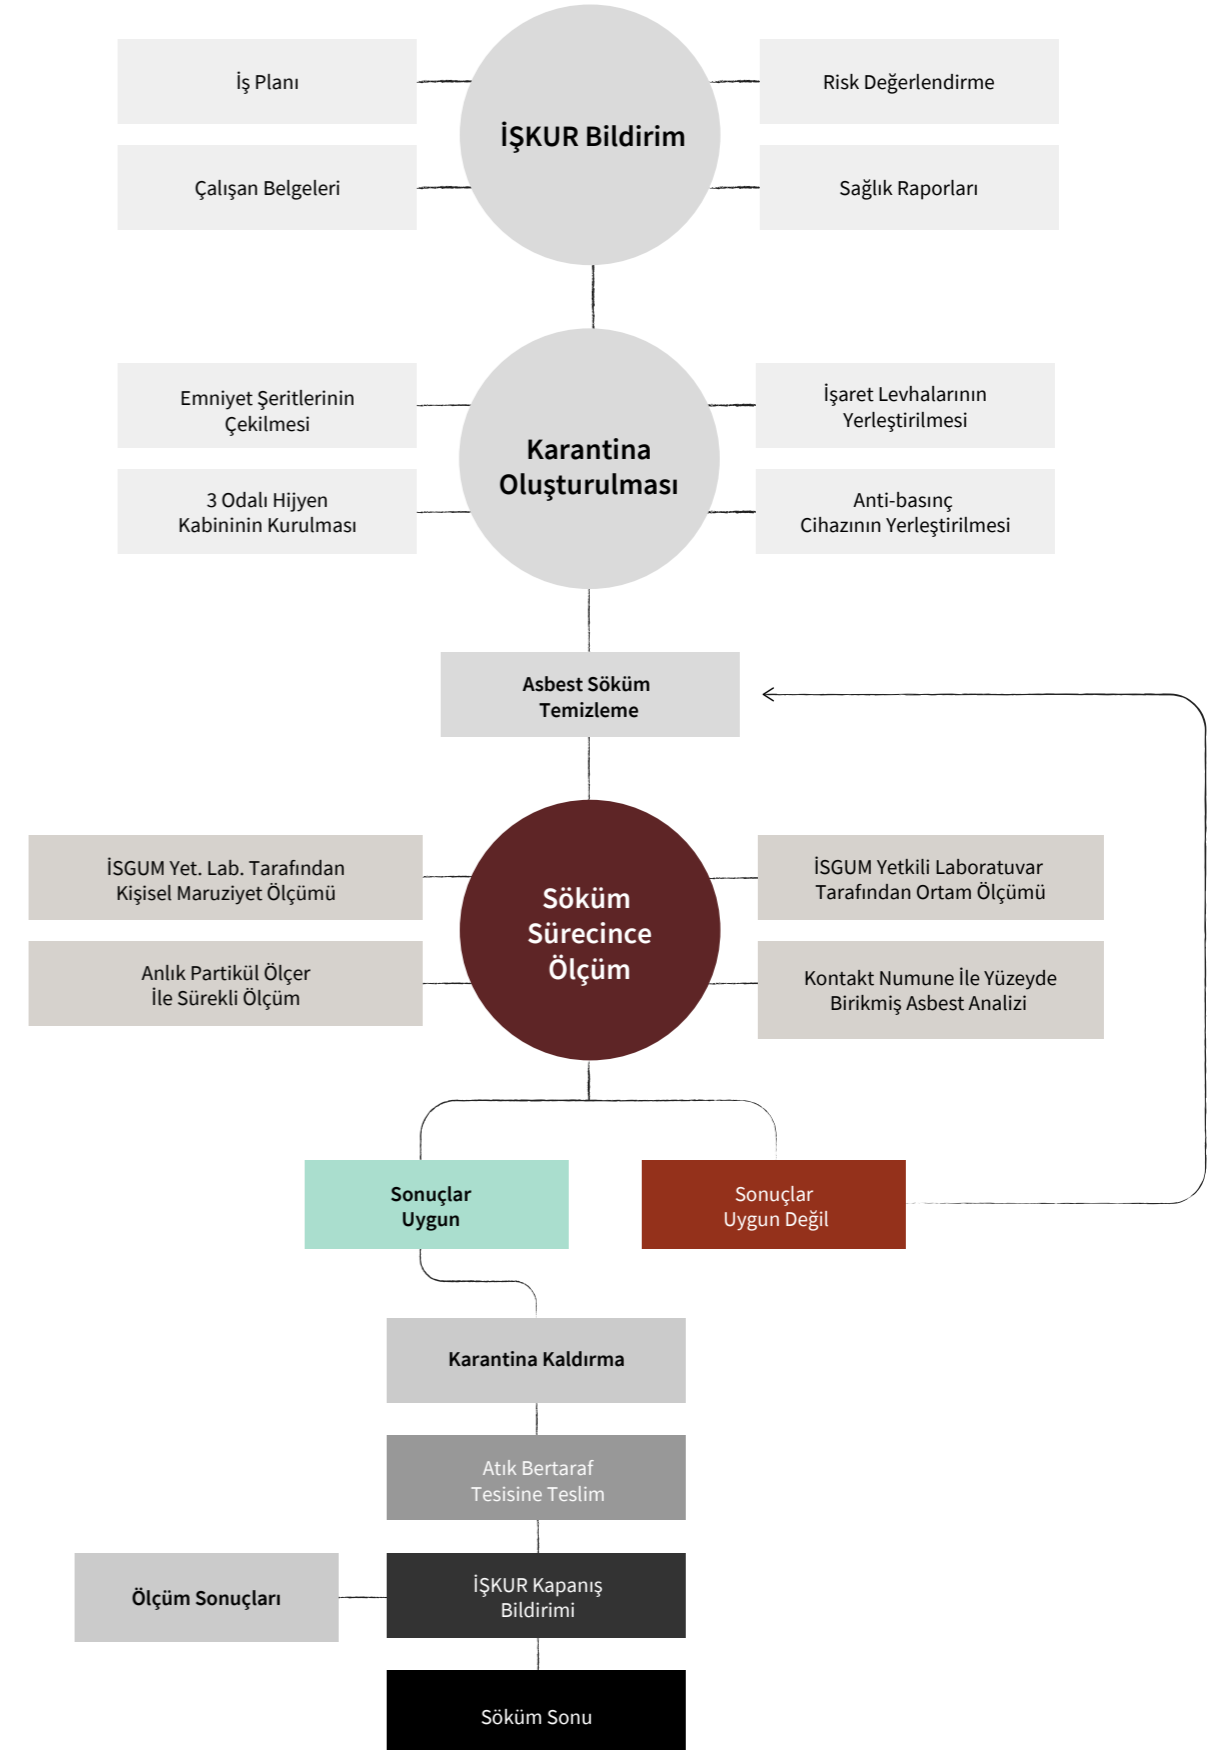 İş Planı
Risk Değerlendirme
İŞKUR Bildirim
Çalışan Belgeleri
Sağlık Raporları
Emniyet Şeritlerinin
Çekilmesi
İşaret Levhalarının
Yerleştirilmesi
Karantina
Oluşturulması
3 Odalı Hijyen
Kabininin Kurulması
Anti-basınç
Cihazının Yerleştirilmesi
Asbest Söküm
Temizleme
İSGUM Yet. Lab. Tarafından
Kişisel Maruziyet Ölçümü
İSGUM Yetkili Laboratuvar
Tarafından Ortam Ölçümü
Söküm
Sürecince
Ölçüm
Anlık Partikül Ölçer
İle Sürekli Ölçüm
Kontakt Numune İle Yüzeyde
Birikmiş Asbest Analizi
Sonuçlar
Uygun
Sonuçlar
Uygun Değil
Karantina Kaldırma
Atık Bertaraf
Tesisine Teslim
Ölçüm Sonuçları
İŞKUR Kapanış
Bildirimi
Söküm Sonu